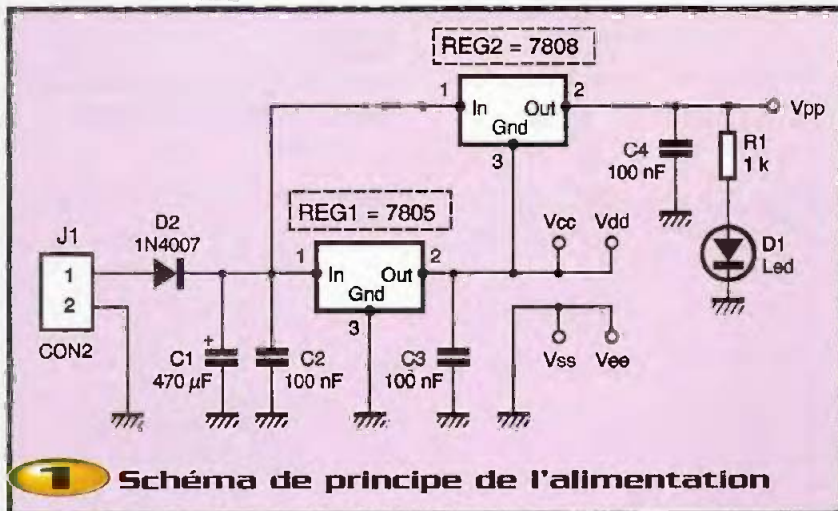 REG2 = 7808
1
2
In
Out
Gnd
3
Vpp
C4
100 nF
R1
1 k
D1
Led
REG1 = 7805
1
2
In
Out
Gnd
3
Vcc
Vdd
Vss
Vee
J1
1
2
CON2
D2
1N4007
+
C1
470 µF
C2
100 nF
C3
100 nF
1 Schéma de principe de l'alimentation